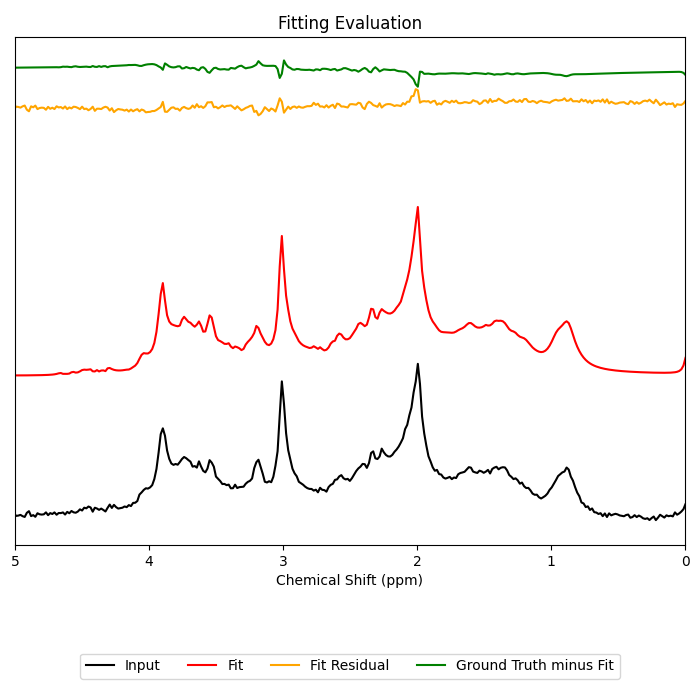 Fitting Evaluation
5 4 3 2 1 0
Chemical Shift (ppm)
Input Fit Fit Residual Ground Truth minus Fit